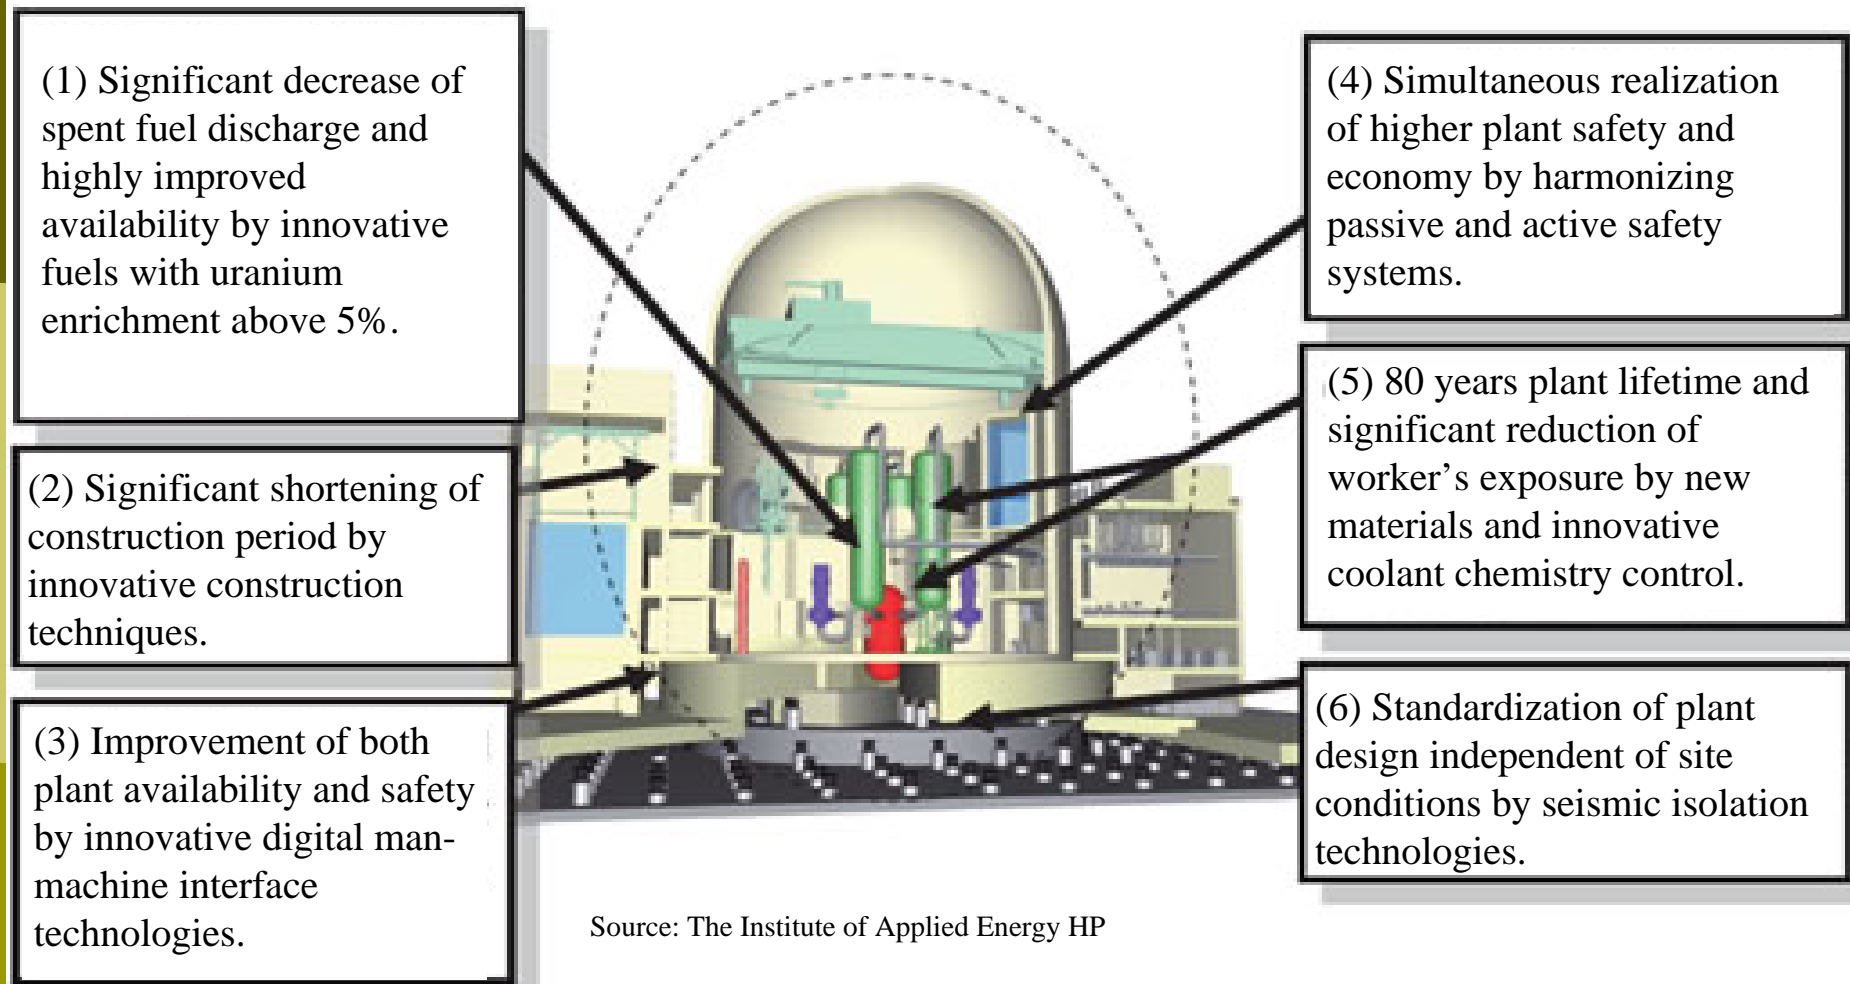 (1) Significant decrease of
spent fuel discharge and
highly improved
availability by innovative
fuels with uranium
enrichment above 5%.
(2) Significant shortening of
construction period by
innovative construction
techniques.
(3) Improvement of both
plant availability and safety
by innovative digital man-
machine interface
technologies.
(4) Simultaneous realization
of higher plant safety and
economy by harmonizing
passive and active safety
systems.
(5) 80 years plant lifetime and
significant reduction of
worker’s exposure by new
materials and innovative
coolant chemistry control.
(6) Standardization of plant
design independent of site
conditions by seismic isolation
technologies.
Source: The Institute of Applied Energy HP